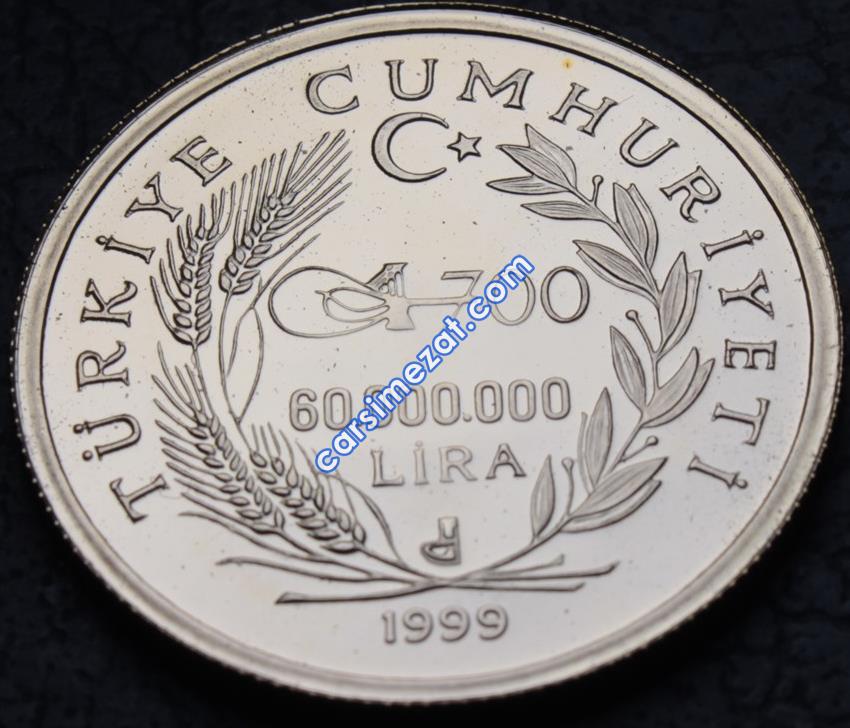 TÜRKİYE CUMHURİYETİ
700
60.000.000
LİRA
1999
carsimezat.com